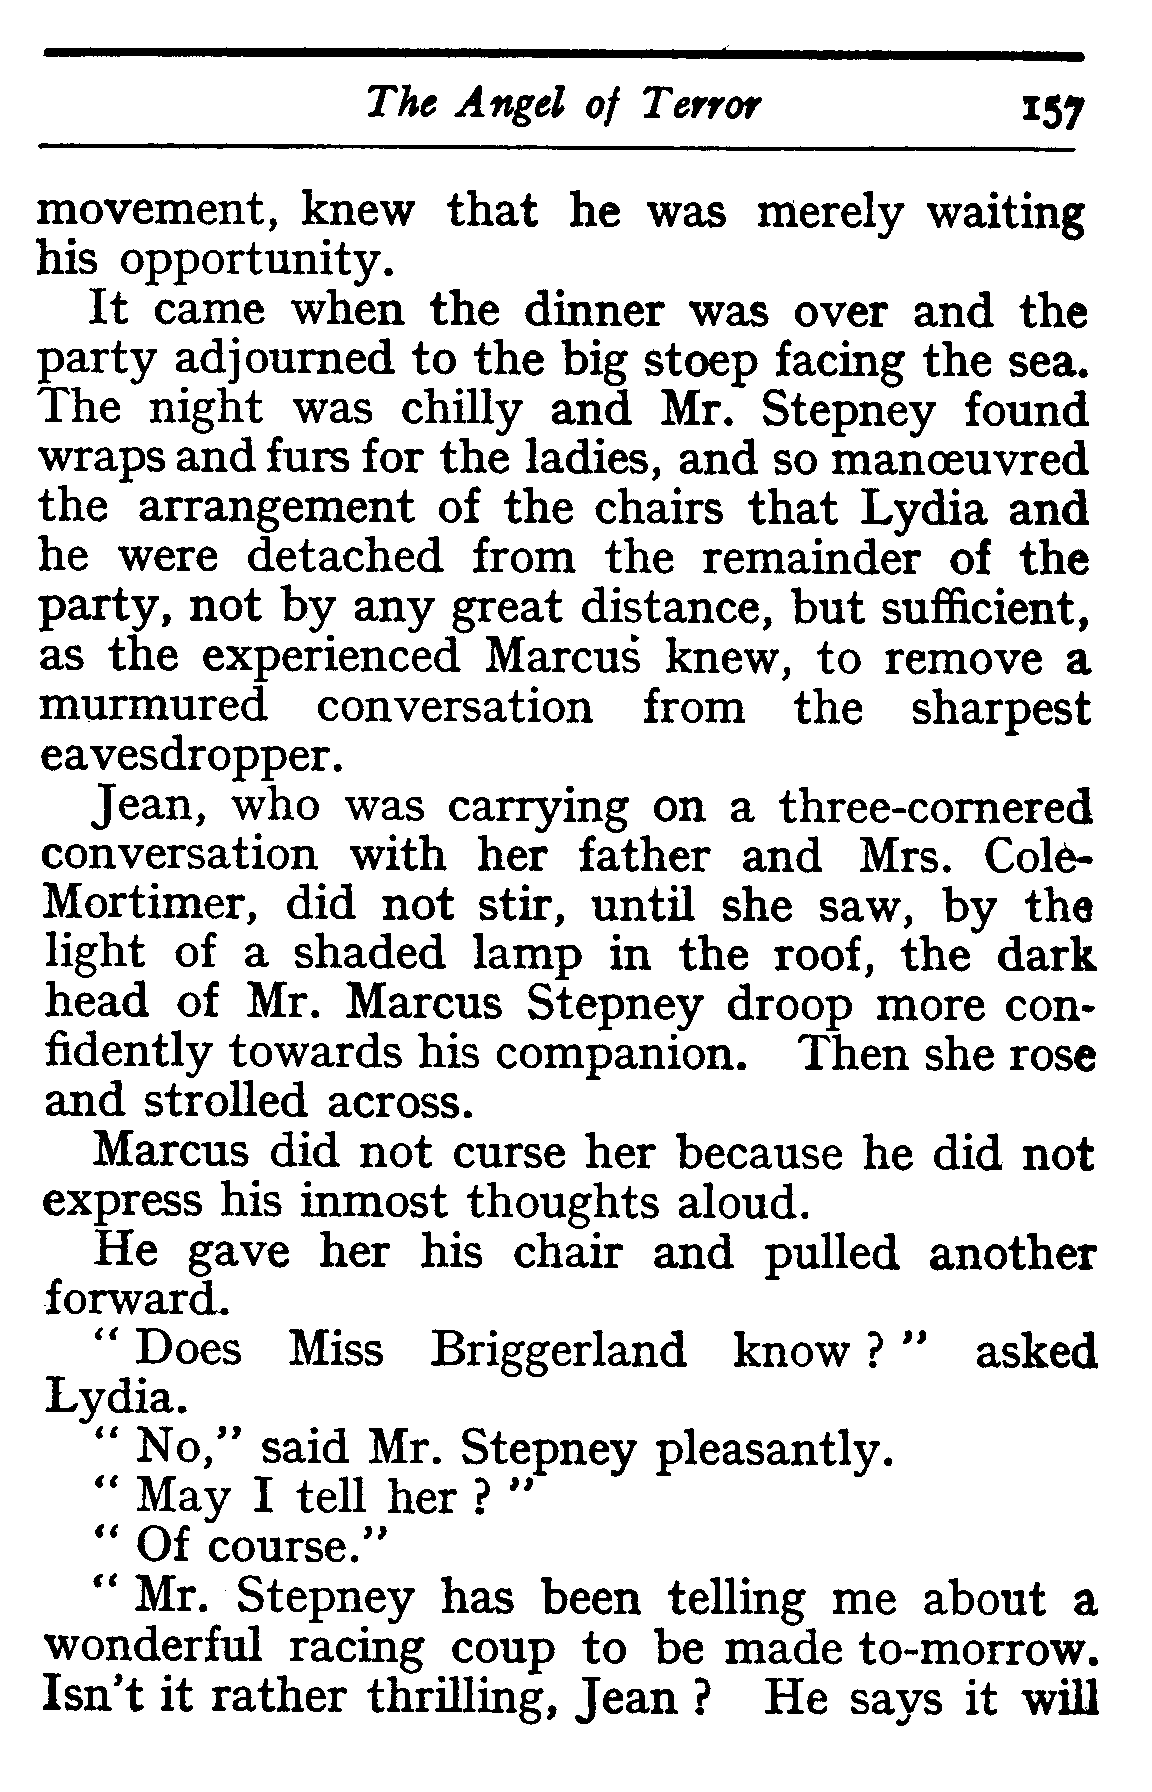 The Angel of Terror 157
movement, knew that he was merely waiting
his opportunity.
It came when the dinner was over and the
party adjourned to the big stoep facing the sea.
The night was chilly and Mr. Stepney found
wraps and furs for the ladies, and so manœuvred
the arrangement of the chairs that Lydia and
he were detached from the remainder of the
party, not by any great distance, but sufficient,
as the experienced Marcus knew, to remove a
murmured conversation from the sharpest
eavesdropper.
Jean, who was carrying on a three-cornered
conversation with her father and Mrs. Cole-
Mortimer, did not stir, until she saw, by the
light of a shaded lamp in the roof, the dark
head of Mr. Marcus Stepney droop more con-
fidently towards his companion. Then she rose
and strolled across.
Marcus did not curse her because he did not
express his inmost thoughts aloud.
He gave her his chair and pulled another
forward.
“ Does Miss Briggerland know ? ” asked
Lydia.
“ No,” said Mr. Stepney pleasantly.
“ May I tell her ? ”
“ Of course.”
“ Mr. Stepney has been telling me about a
wonderful racing coup to be made to-morrow.
Isn’t it rather thrilling, Jean ? He says it will